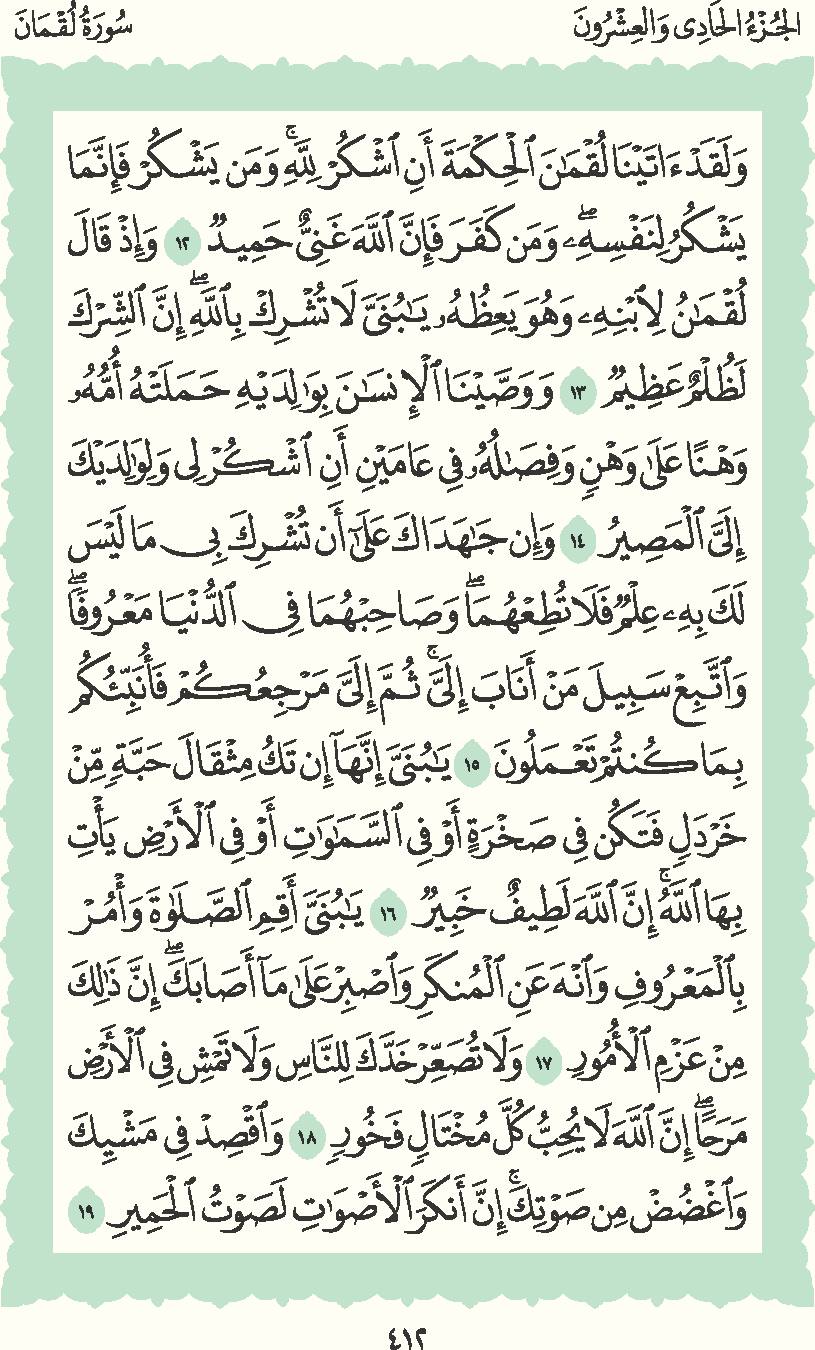 الجُزْءُ الحَادِى وَالعِشْرُونَ
سُورَةُ لُقْمَانَ
وَلَقَدْ ءَاتَيْنَا لُقْمَٰنَ ٱلْحِكْمَةَ أَنِ ٱشْكُرْ لِلَّهِۚ وَمَن يَشْكُرْ فَإِنَّمَا
يَشْكُرُ لِنَفْسِهِۦۖ وَمَن كَفَرَ فَإِنَّ ٱللَّهَ غَنِىٌّ حَمِيدٌ ١٢ وَإِذْ قَالَ
لُقْمَٰنُ لِٱبْنِهِۦ وَهُوَ يَعِظُهُۥ يَٰبُنَىَّ لَا تُشْرِكْ بِٱللَّهِۖ إِنَّ ٱلشِّرْكَ
لَظُلْمٌ عَظِيمٌ ١٣ وَوَصَّيْنَا ٱلْإِنسَٰنَ بِوَٰلِدَيْهِ حَمَلَتْهُ أُمُّهُۥ
وَهْنًا عَلَىٰ وَهْنٍ وَفِصَٰلُهُۥ فِى عَامَيْنِ أَنِ ٱشْكُرْ لِى وَلِوَٰلِدَيْكَ
إِلَىَّ ٱلْمَصِيرُ ١٤ وَإِن جَٰهَدَاكَ عَلَىٰٓ أَن تُشْرِكَ بِى مَا لَيْسَ
لَكَ بِهِۦ عِلْمٌ فَلَا تُطِعْهُمَاۖ وَصَاحِبْهُمَا فِى ٱلدُّنْيَا مَعْرُوفًاۖ
وَٱتَّبِعْ سَبِيلَ مَنْ أَنَابَ إِلَىَّۚ ثُمَّ إِلَىَّ مَرْجِعُكُمْ فَأُنَبِّئُكُم
بِمَا كُنتُمْ تَعْمَلُونَ ١٥ يَٰبُنَىَّ إِنَّهَآ إِن تَكُ مِثْقَالَ حَبَّةٍ مِّنْ
خَرْدَلٍ فَتَكُن فِى صَخْرَةٍ أَوْ فِى ٱلسَّمَٰوَٰتِ أَوْ فِى ٱلْأَرْضِ يَأْتِ
بِهَا ٱللَّهُۚ إِنَّ ٱللَّهَ لَطِيفٌ خَبِيرٌ ١٦ يَٰبُنَىَّ أَقِمِ ٱلصَّلَوٰةَ وَأْمُرْ
بِٱلْمَعْرُوفِ وَٱنْهَ عَنِ ٱلْمُنكَرِ وَٱصْبِرْ عَلَىٰ مَآ أَصَابَكَۖ إِنَّ ذَٰلِكَ
مِنْ عَزْمِ ٱلْأُمُورِ ١٧ وَلَا تُصَعِّرْ خَدَّكَ لِلنَّاسِ وَلَا تَمْشِ فِى ٱلْأَرْضِ
مَرَحًاۖ إِنَّ ٱللَّهَ لَا يُحِبُّ كُلَّ مُخْتَالٍ فَخُورٍ ١٨ وَٱقْصِدْ فِى مَشْيِكَ
وَٱغْضُضْ مِن صَوْتِكَۚ إِنَّ أَنكَرَ ٱلْأَصْوَٰتِ لَصَوْتُ ٱلْحَمِيرِ ١٩
٤١٢